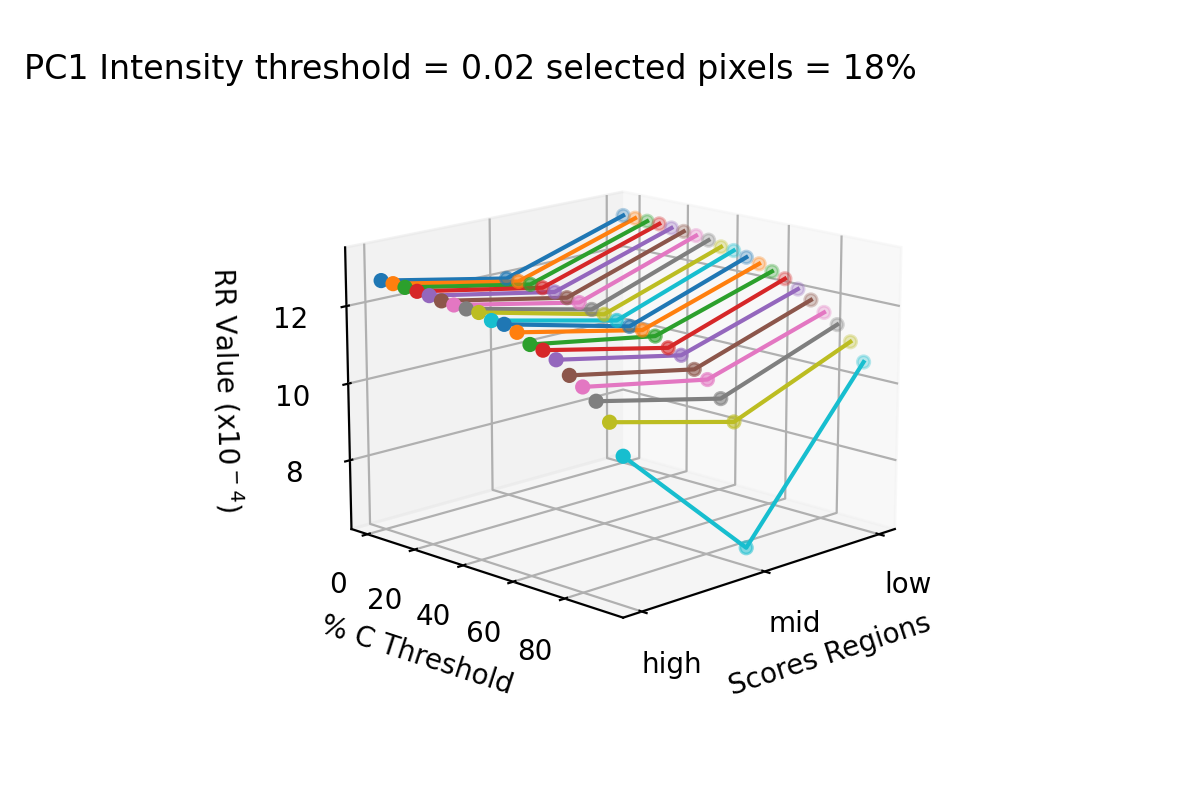 PC1 Intensity threshold = 0.02 selected pixels = 18%
RR Value (x10⁻⁴)
12
10
8
0
20
40
60
80
% C Threshold
high
mid
low
Scores Regions